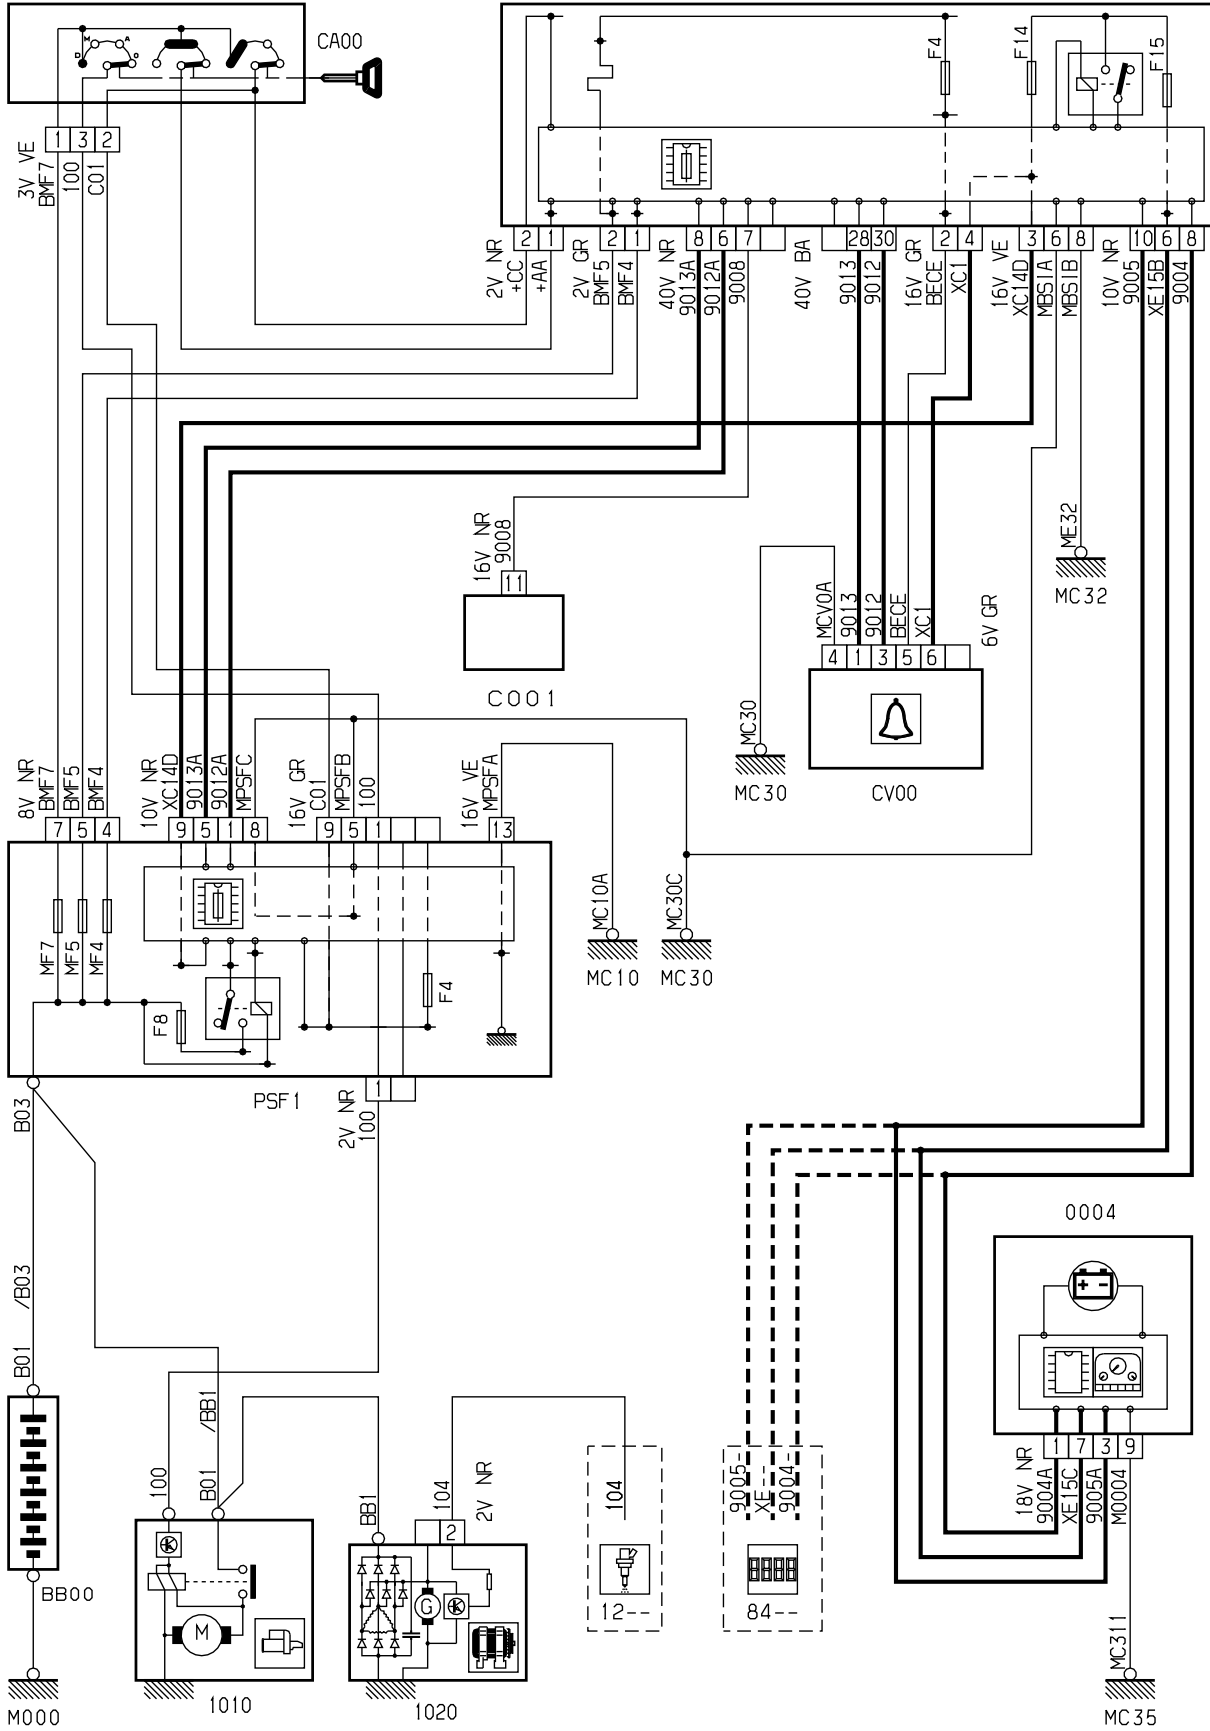 CA00
M
A
D
D
F4
F14
F15
1 3 2
3V VE
BMF7
100
C01
2 1
2 1
8 6 7
28 30
2 4
3 6 8
10 6 8
2V NR
+CC
+AA
2V GR
BMF5
BMF4
40V NR
9013A
9012A
9008
40V BA
9013
9012
16V GR
BECE
XC1
16V VE
XC14D
MBSIA
MBSIB
10V NR
9005
XE15B
9004
16V NR
9008
11
C001
ME32
MC32
MCV0A
9013
9012
BECE
XC1
6V GR
4 1 3 5 6
CV00
MC30
MC30
8V NR
BMF7
BMF5
BMF4
10V NR
XC14D
9013A
9012A
MPSFC
16V GR
C01
MPSFB
100
16V VE
MPSFA
7 5 4
9 5 1 8
9 5 1
13
MF7
MF5
MF4
F8
F4
MC10A
MC10
MC30C
MC30
PSF1
1
2V NR
100
B03
/B03
B01
BB00
M000
100
/BB1
B01
M
1010
BB1
104
2V NR
2
G
1020
104
12--
9005-
XE--
9004-
84--
0004
+ -
1 7 3 9
18V NR
9004A
XE15C
9005A
M0004
MC311
MC35